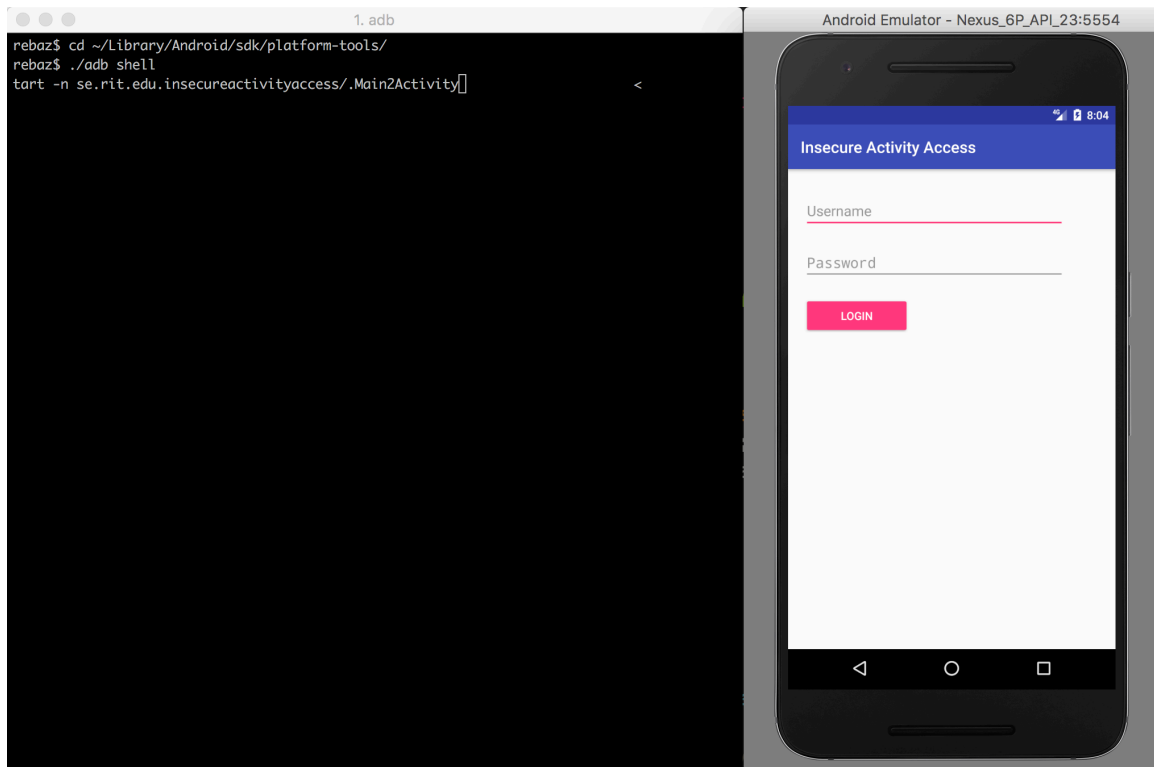 1. adb
rebaz$ cd ~/Library/Android/sdk/platform-tools/
rebaz$ ./adb shell
tart -n se.rit.edu.insecureactivityaccess/.Main2Activity <
Android Emulator - Nexus_6P_API_23:5554
4G 8:04
Insecure Activity Access
Username
Password
LOGIN